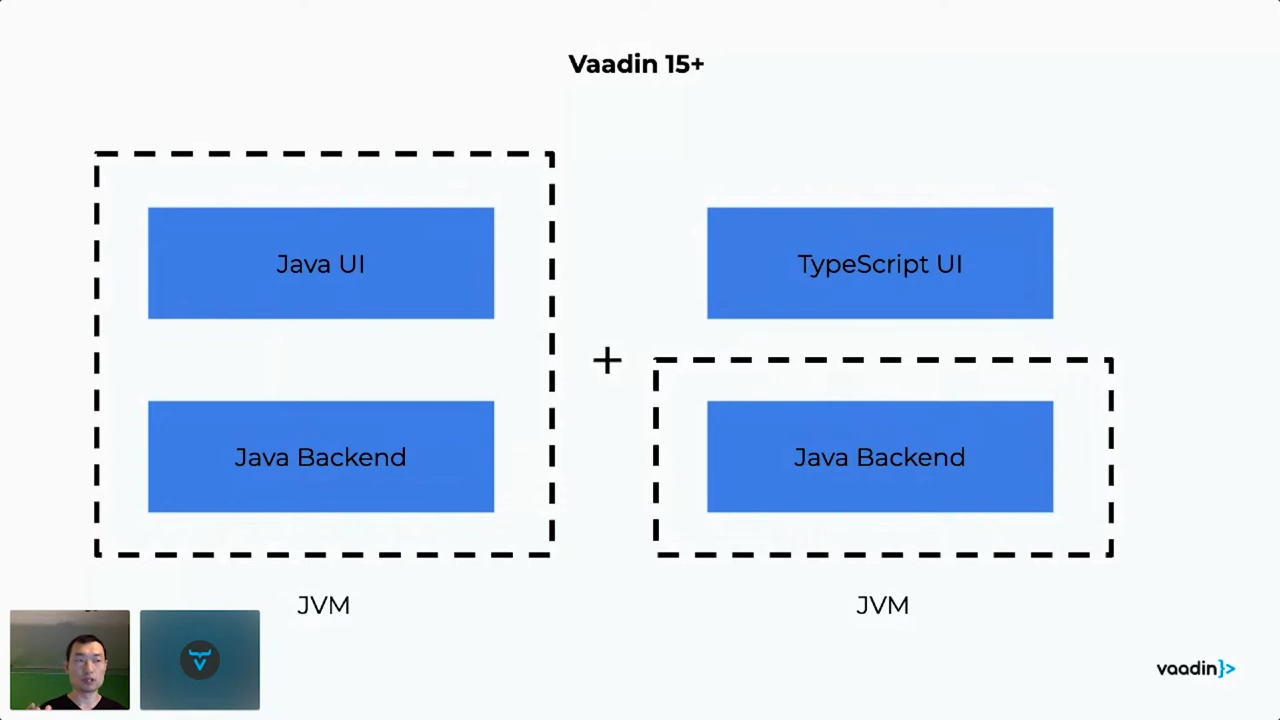 Vaadin 15+
Java UI
TypeScript UI
+
Java Backend
Java Backend
JVM
JVM
vaadin}>